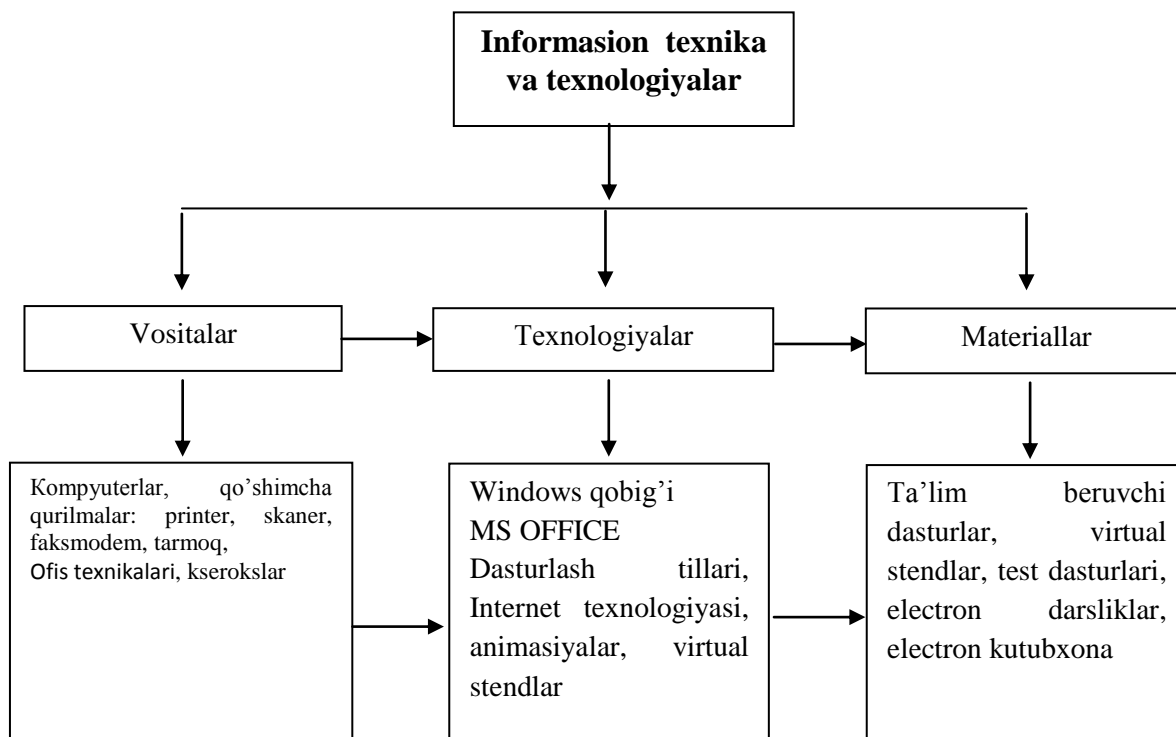 Informasion texnika
va texnologiyalar
Vositalar
Texnologiyalar
Materiallar
Kompyuterlar, qo’shimcha
qurilmalar: printer, skaner,
faksmodem, tarmoq,
Ofis texnikalari, kserokslar
Windows qobig’i
MS OFFICE
Dasturlash tillari,
Internet texnologiyasi,
animasiyalar, virtual
stendlar
Ta’lim beruvchi
dasturlar, virtual
stendlar, test dasturlari,
electron darsliklar,
electron kutubxona